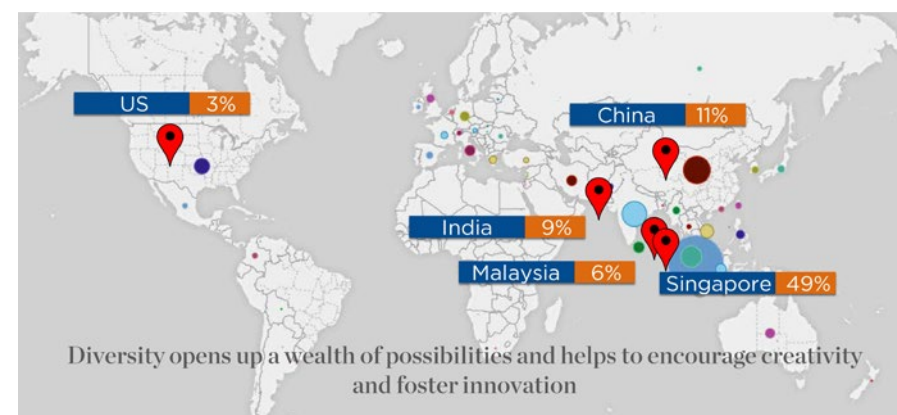 US 3%
China 11%
India 9%
Malaysia 6%
Singapore 49%
Diversity opens up a wealth of possibilities and helps to encourage creativity
and foster innovation